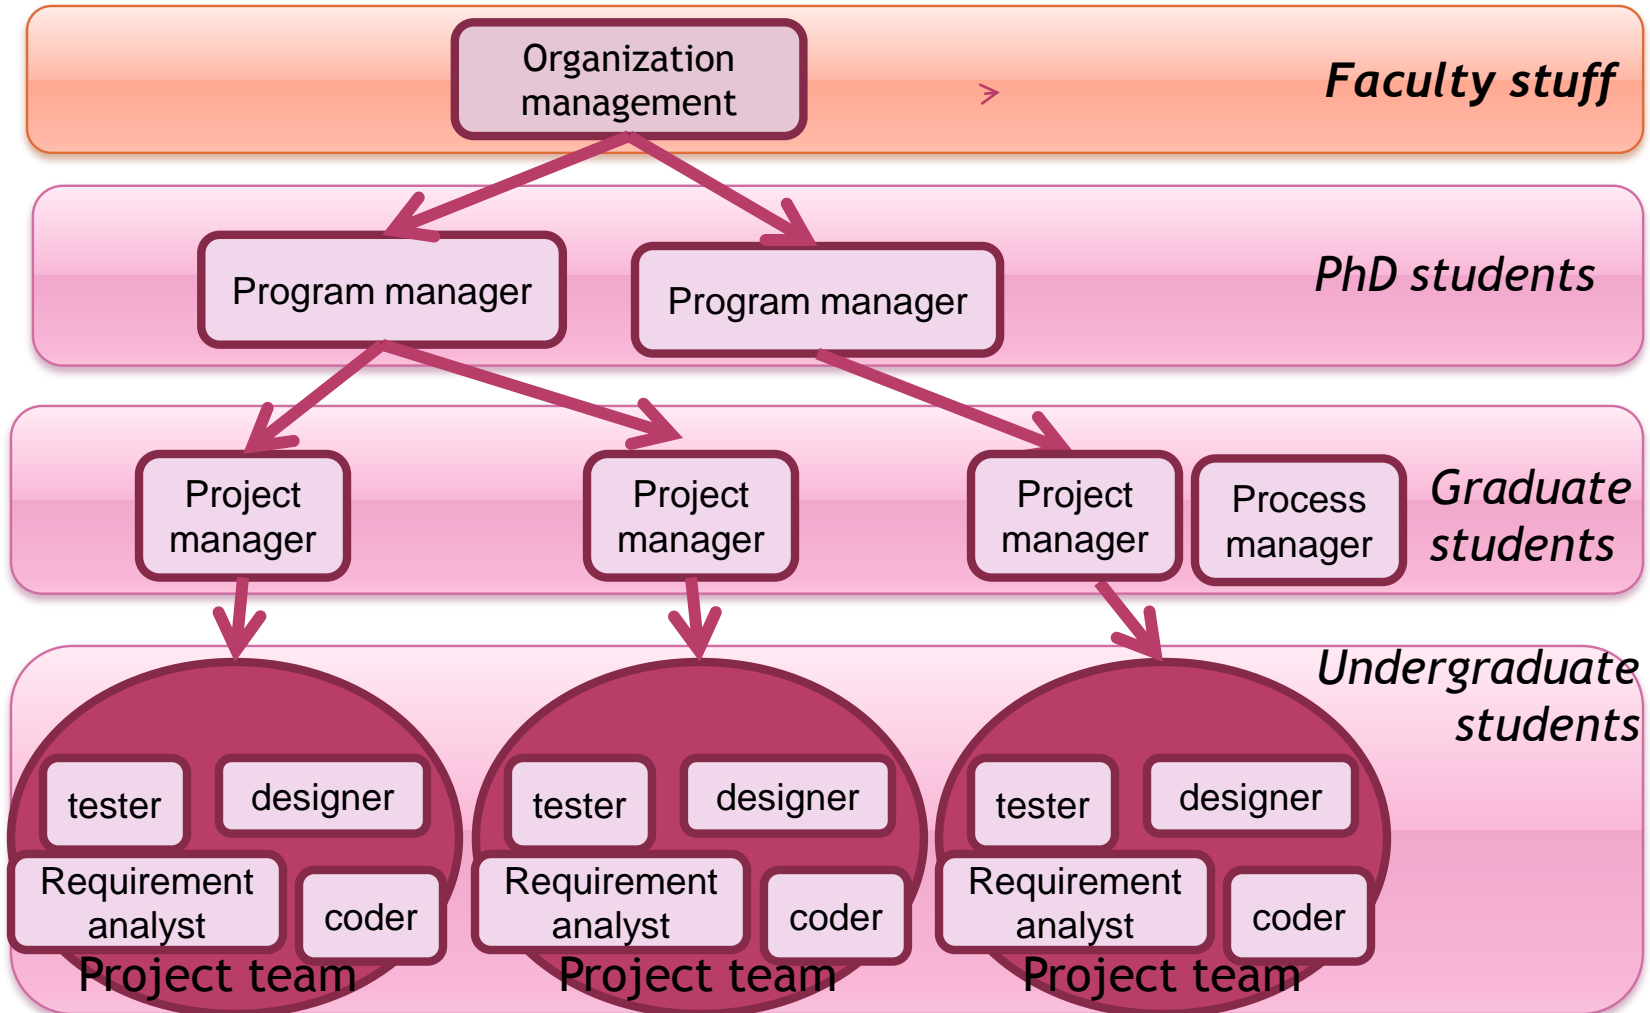 Organization
management
Faculty stuff
Program manager
Program manager
PhD students
Project
manager
Project
manager
Project
manager
Process
manager
Graduate
students
Undergraduate
students
tester
designer
Requirement
analyst
coder
Project team
tester
designer
Requirement
analyst
coder
Project team
tester
designer
Requirement
analyst
coder
Project team